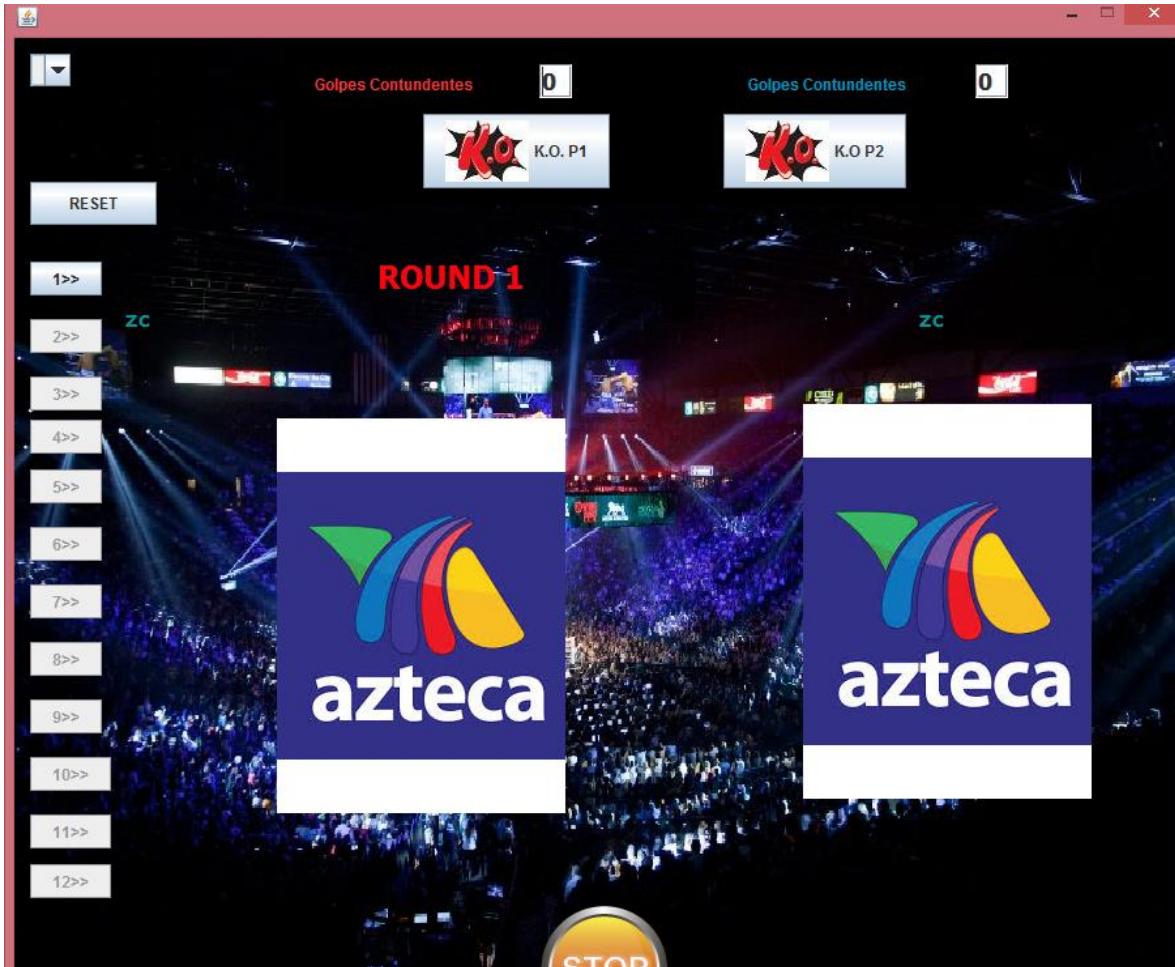 Golpes Contundentes 0 Golpes Contundentes 0
K.O. K.O. P1 K.O. K.O P2
RESET
1>>
ROUND 1
zc zc
2>>
3>>
4>>
5>>
6>>
7>>
8>>
9>>
10>>
11>>
12>>
azteca azteca
STOP